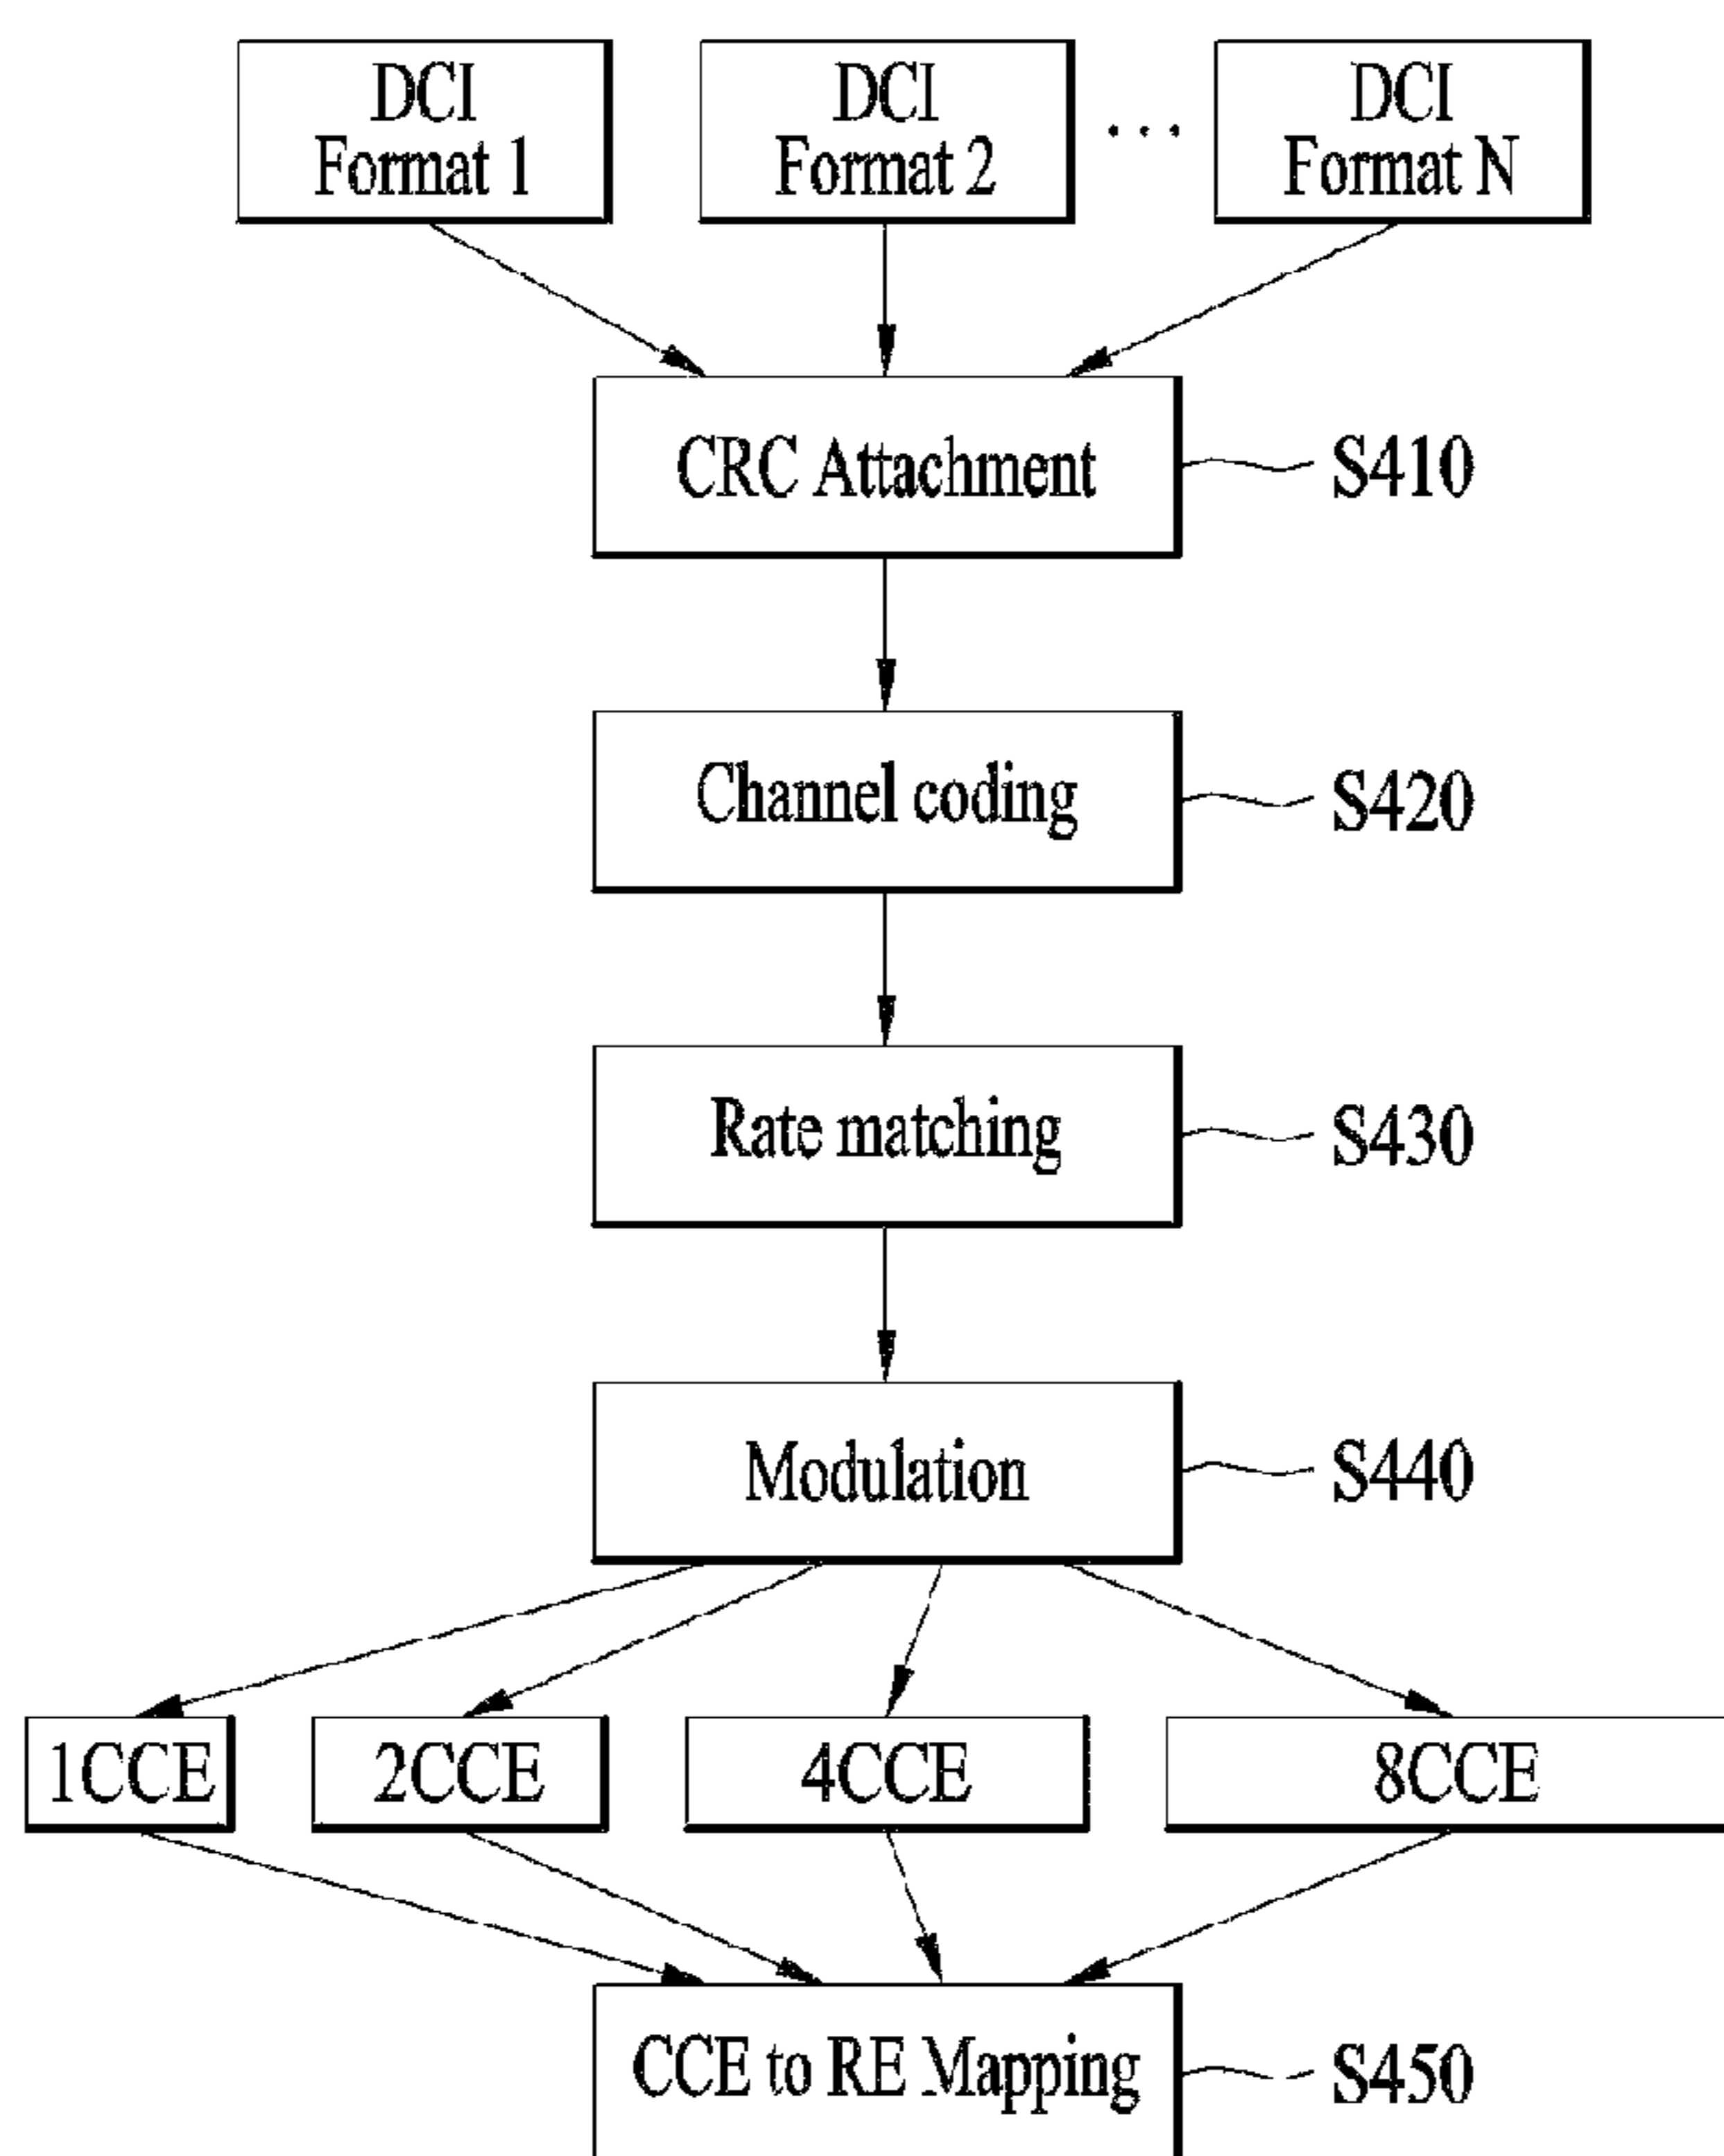 DCI
Format 1
DCI
Format 2
...
DCI
Format N
CRC Attachment
S410
Channel coding
S420
Rate matching
S430
Modulation
S440
1CCE
2CCE
4CCE
8CCE
CCE to RE Mapping
S450